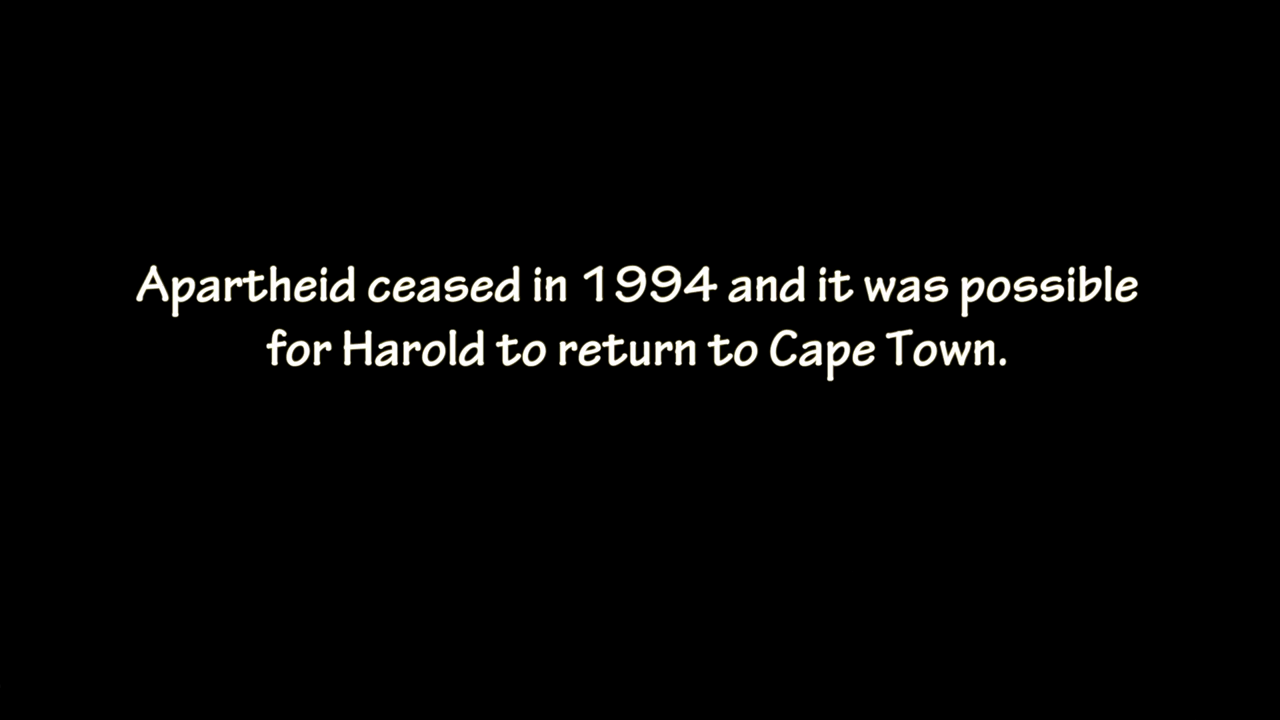 Apartheid ceased in 1994 and it was possible
for Harold to return to Cape Town.